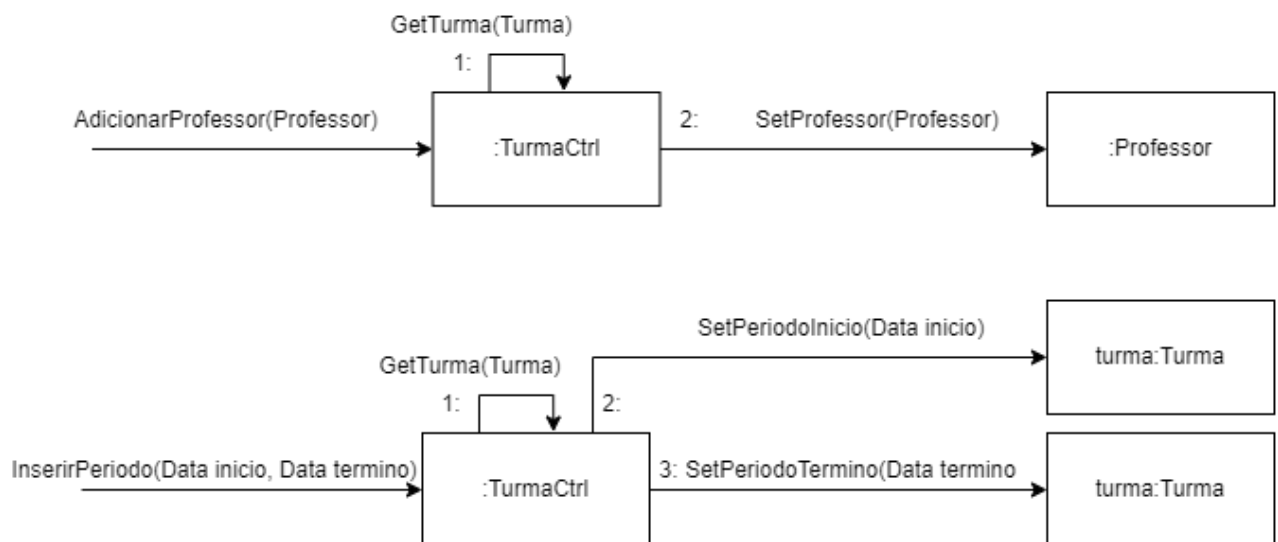 GetTurma(Turma)
1:
AdicionarProfessor(Professor)
:TurmaCtrl
2: SetProfessor(Professor)
:Professor
SetPeriodoInicio(Data inicio)
turma:Turma
GetTurma(Turma)
1:
2:
InserirPeriodo(Data inicio, Data termino)
:TurmaCtrl
3: SetPeriodoTermino(Data termino
turma:Turma